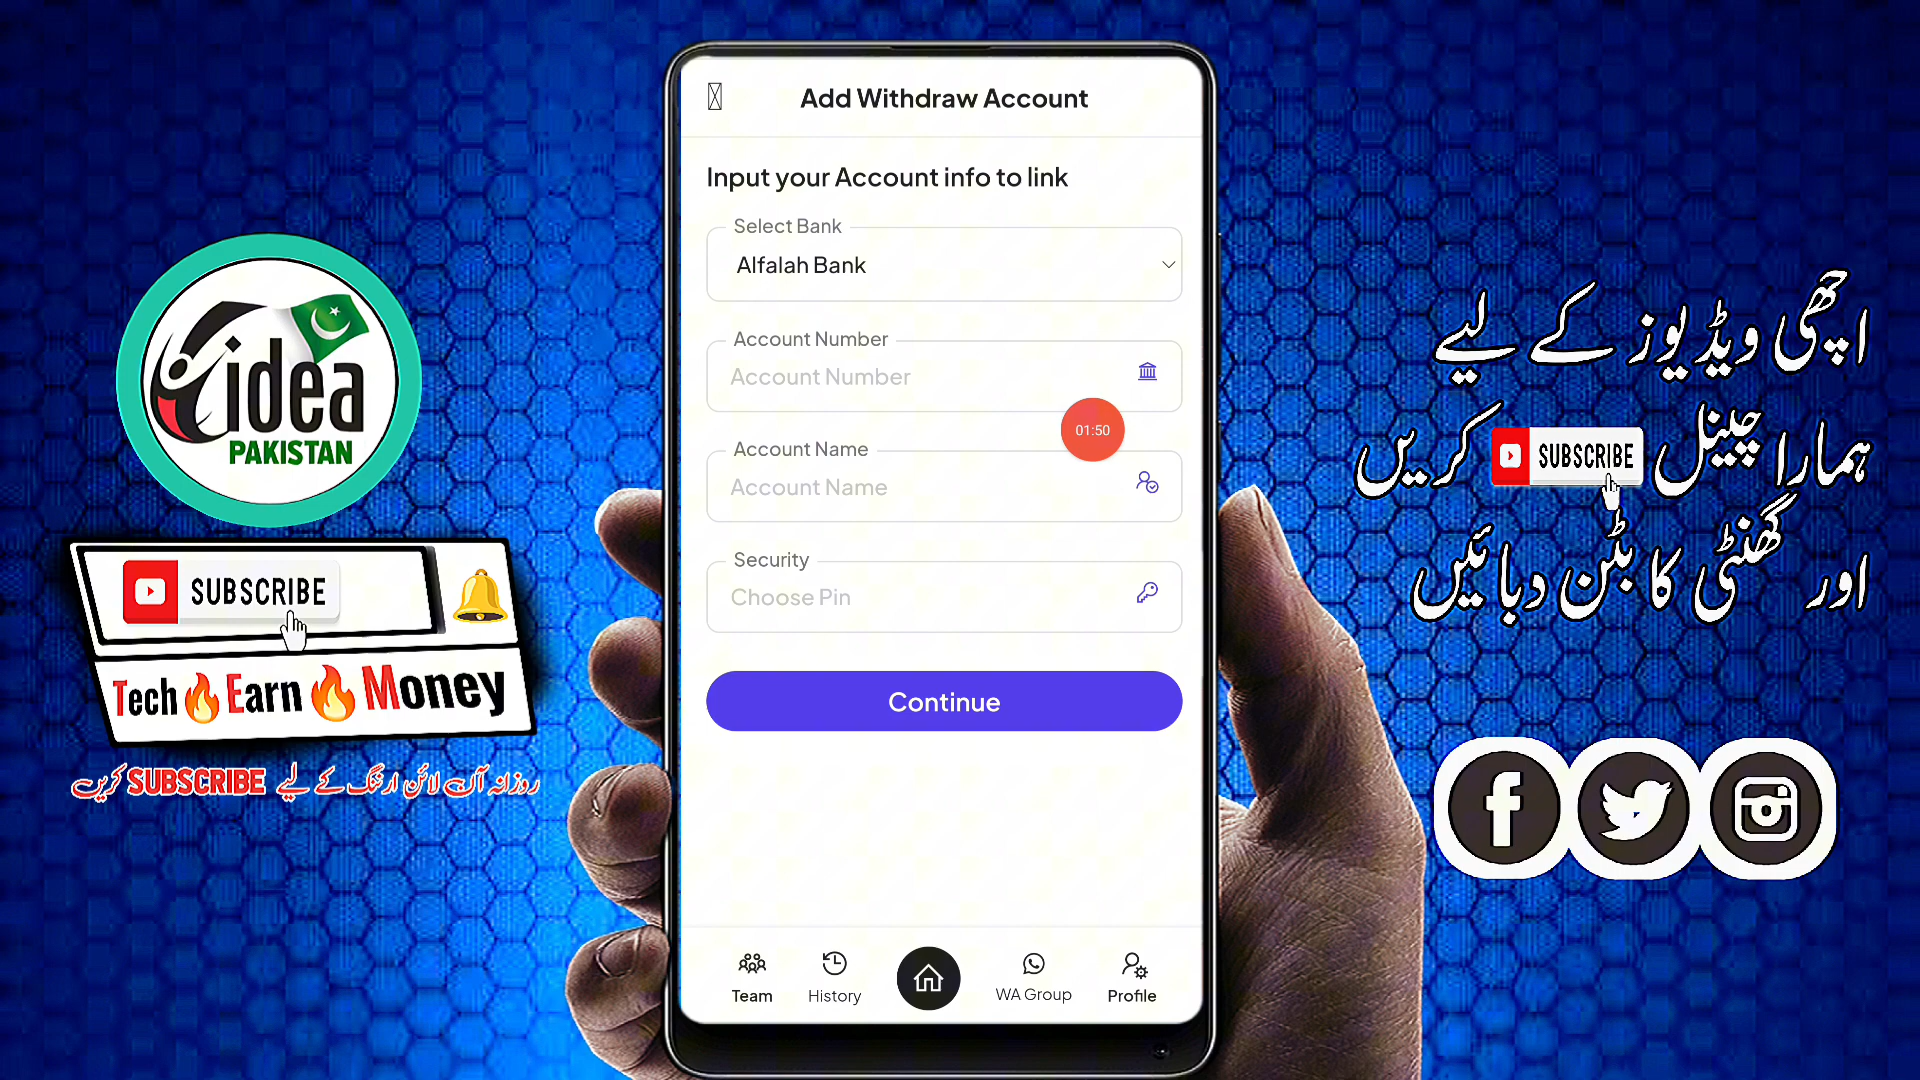 idea
PAKISTAN
SUBSCRIBE
Tech Earn Money
روزانہ آن لائن ارننگ کے لیے SUBSCRIBE کریں
Add Withdraw Account
Input your Account info to link
Select Bank
Alfalah Bank
Account Number
Account Number
01:50
Account Name
Account Name
Security
Choose Pin
Continue
Team
History
WA Group
Profile
اچھی ویڈیوز کے لیے
ہمارا چینل SUBSCRIBE کریں
اور گھنٹی کا بٹن دبائیں